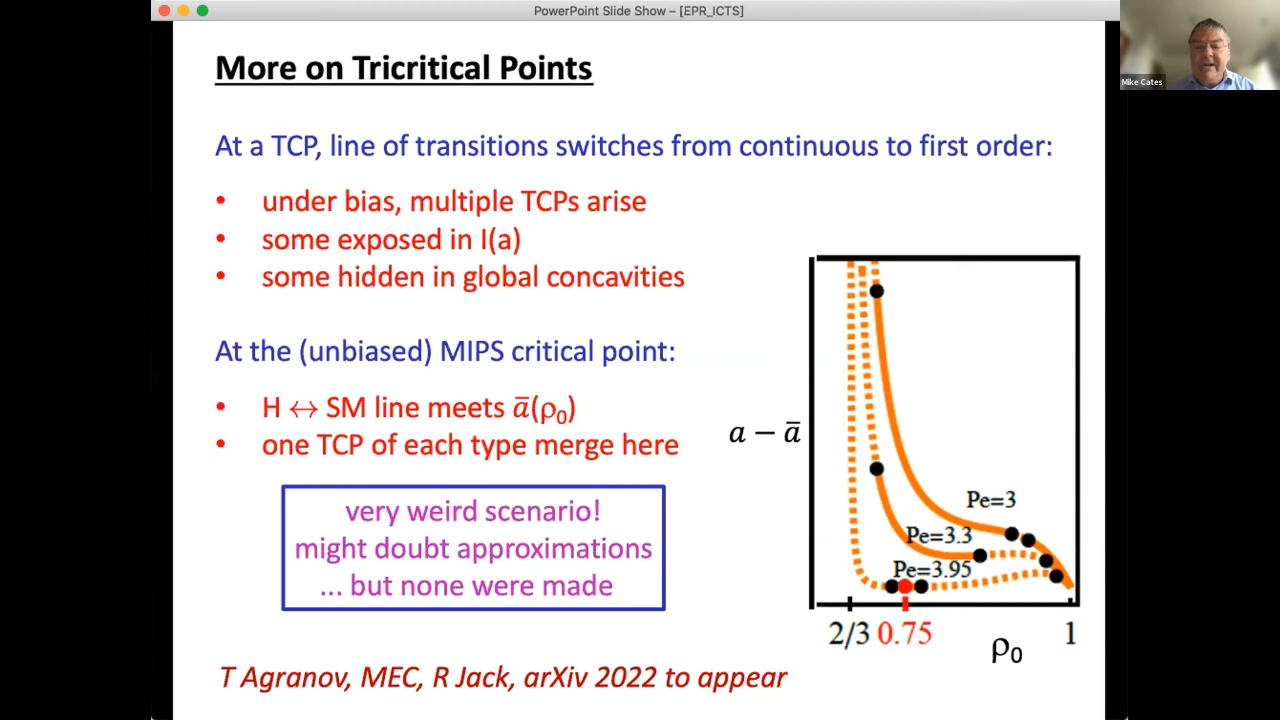 PowerPoint Slide Show – [EPR_ICTS]
Mike Cates
More on Tricritical Points
At a TCP, line of transitions switches from continuous to first order:
• under bias, multiple TCPs arise
• some exposed in I(a)
• some hidden in global concavities
At the (unbiased) MIPS critical point:
• H ↔ SM line meets a̅(ρ₀)
• one TCP of each type merge here
very weird scenario!
might doubt approximations
... but none were made
a − a̅
Pe=3
Pe=3.3
Pe=3.95
2/3 0.75 1
ρ₀
T Agranov, MEC, R Jack, arXiv 2022 to appear